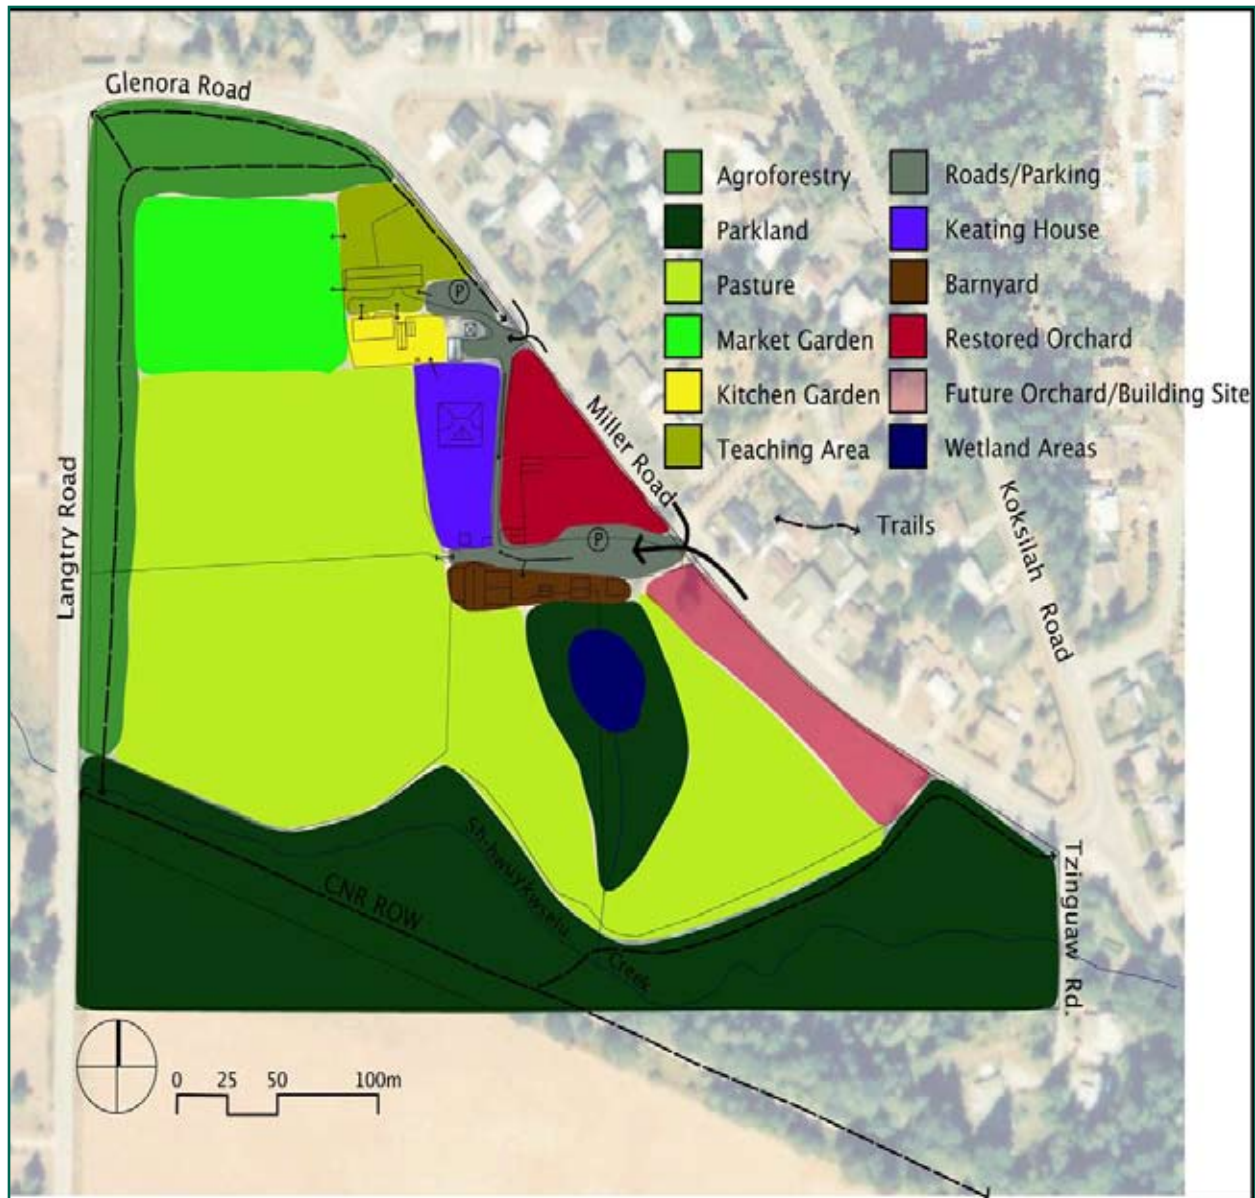 Glenora Road
Agroforestry
Parkland
Pasture
Market Garden
Kitchen Garden
Teaching Area
Roads/Parking
Keating House
Barnyard
Restored Orchard
Future Orchard/Building Site
Wetland Areas
Trails
P
Miller Road
Koksilah Road
Langtry Road
P
CNR ROW
Creek
Tzinguaw Rd.
0 25 50 100m